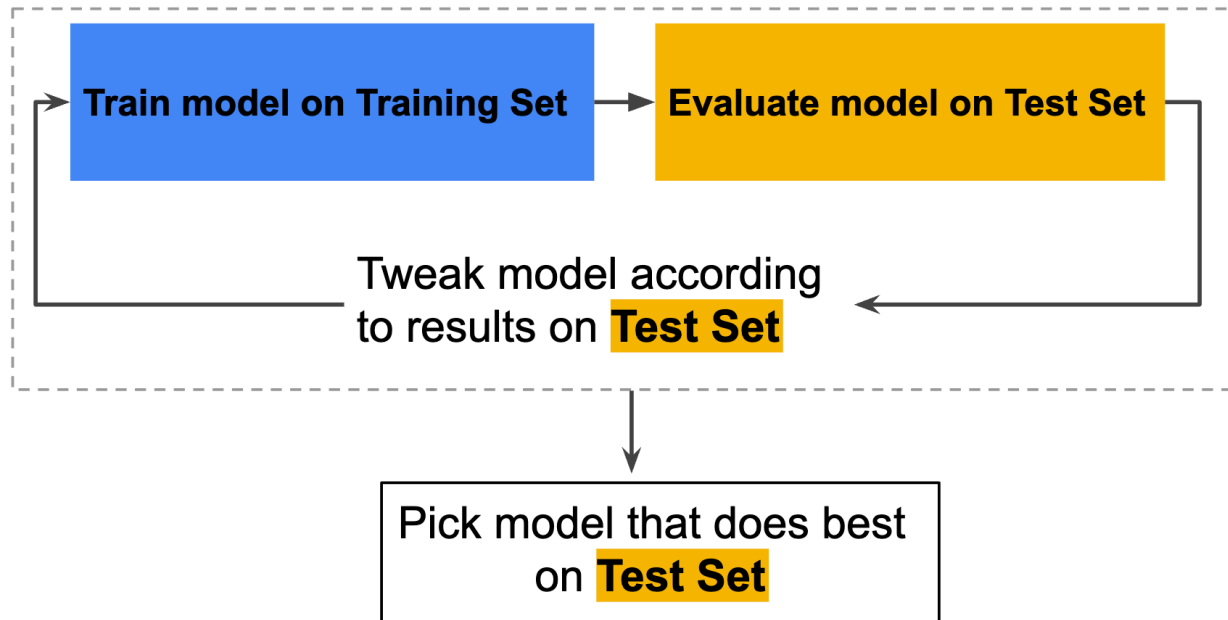 Train model on Training Set
Evaluate model on Test Set
Tweak model according
to results on Test Set
Pick model that does best
on Test Set